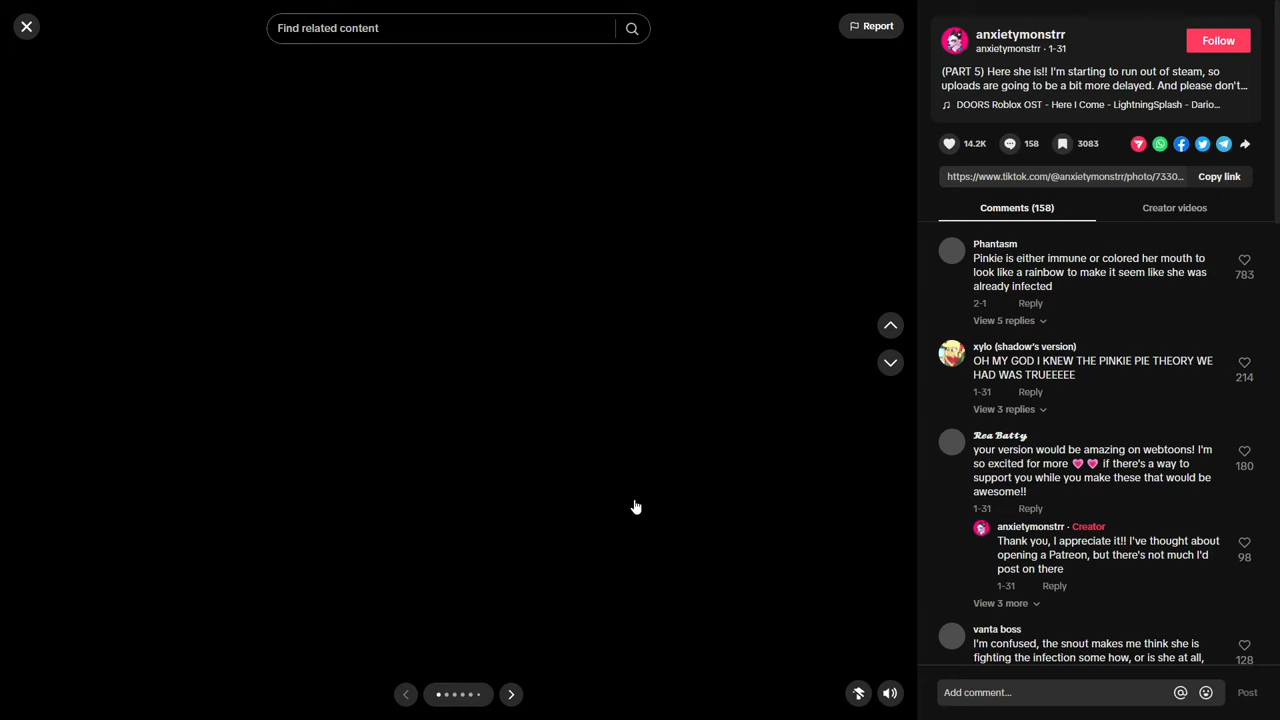 Find related content
Report
anxietymonstrr
anxietymonstrr · 1-31
Follow
(PART 5) Here she is!! I'm starting to run out of steam, so
uploads are going to be a bit more delayed. And please don't...
DOORS Roblox OST - Here I Come - LightningSplash - Dario...
14.2K
158
3083
https://www.tiktok.com/@anxietymonstrr/photo/7330...
Copy link
Comments (158)
Creator videos
Phantasm
Pinkie is either immune or colored her mouth to
look like a rainbow to make it seem like she was
already infected
783
2-1
Reply
View 5 replies
xylo (shadow's version)
OH MY GOD I KNEW THE PINKIE PIE THEORY WE
HAD WAS TRUEEEEE
214
1-31
Reply
View 3 replies
𝓡𝓮𝓪 𝓑𝓪𝓽𝓽𝔂
your version would be amazing on webtoons! I'm
so excited for more 💗 💗 if there's a way to
support you while you make these that would be
awesome!!
180
1-31
Reply
anxietymonstrr · Creator
Thank you, I appreciate it!! I've thought about
opening a Patreon, but there's not much I'd
post on there
98
1-31
Reply
View 3 more
vanta boss
I'm confused, the snout makes me think she is
fighting the infection some how, or is she at all,
128
Add comment...
Post